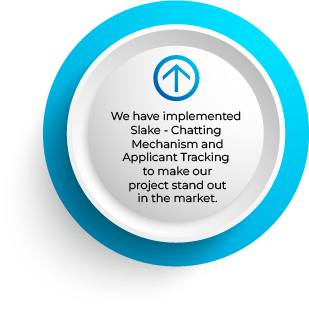 We have implemented
Slake - Chatting
Mechanism and
Applicant Tracking
to make our
project stand out
in the market.